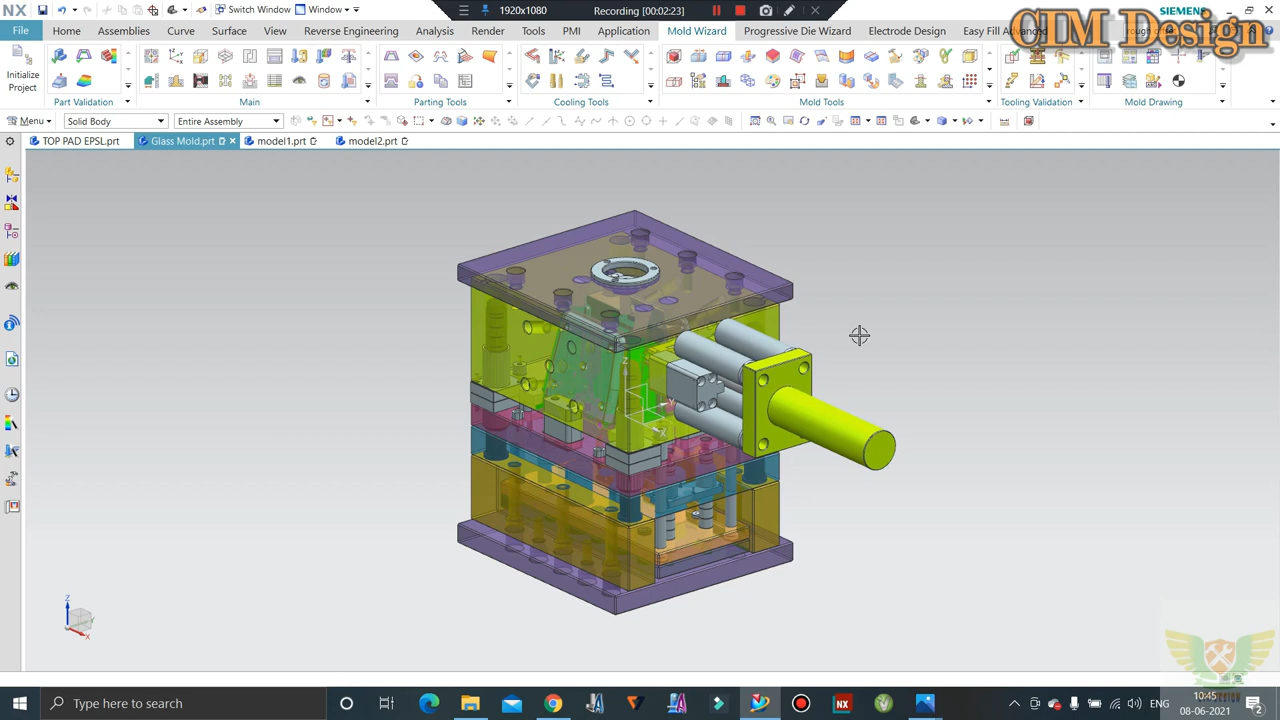 NX
Switch Window
Window
1920x1080
Recording [00:02:23]
SIEMENS
CIM Design
File
Home
Assemblies
Curve
Surface
View
Reverse Engineering
Analysis
Render
Tools
PMI
Application
Mold Wizard
Progressive Die Wizard
Electrode Design
Easy Fill Advanced
Initialize
Project
Part Validation
Main
Parting Tools
Cooling Tools
Mold Tools
Tooling Validation
Mold Drawing
Menu
Solid Body
Entire Assembly
TOP PAD EPSL.prt
Glass Mold.prt
model1.prt
model2.prt
Z
X
Type here to search
ENG
10:45
08-06-2021
2